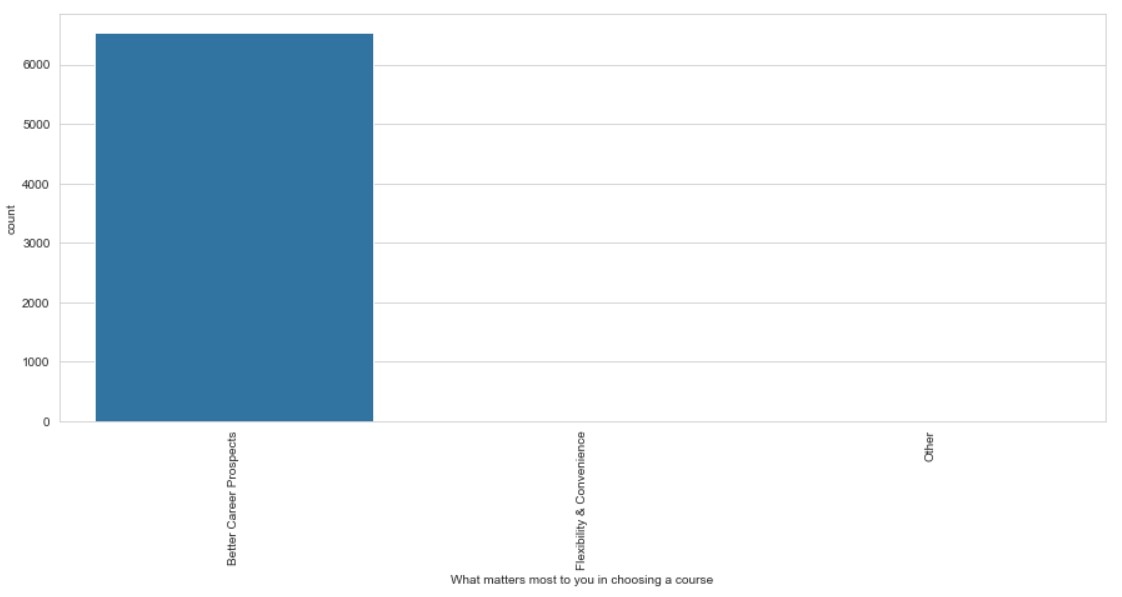 6000
5000
4000
3000
2000
1000
0
count
Better Career Prospects
Flexibility & Convenience
Other
What matters most to you in choosing a course